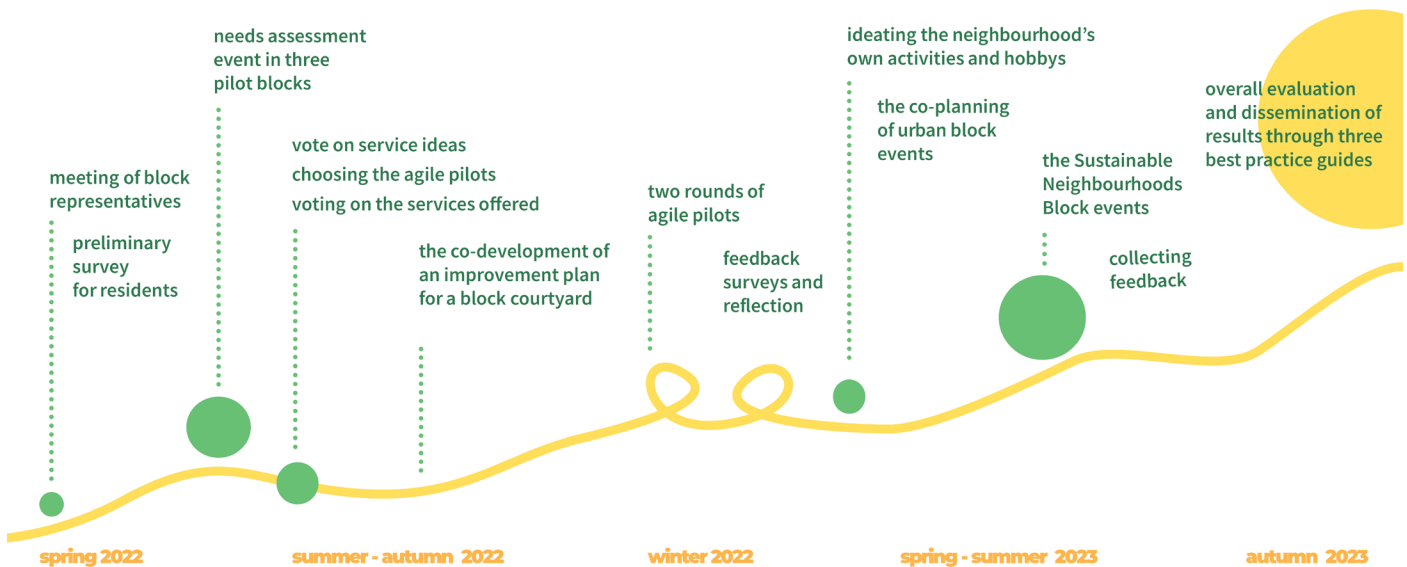 meeting of block
representatives
preliminary
survey
for residents
needs assessment
event in three
pilot blocks
vote on service ideas
choosing the agile pilots
voting on the services offered
the co-development of
an improvement plan
for a block courtyard
two rounds of
agile pilots
feedback
surveys and
reflection
ideating the neighbourhood's
own activities and hobbys
the co-planning
of urban block
events
the Sustainable
Neighbourhoods
Block events
collecting
feedback
overall evaluation
and dissemination of
results through three
best practice guides
spring 2022
summer - autumn 2022
winter 2022
spring - summer 2023
autumn 2023